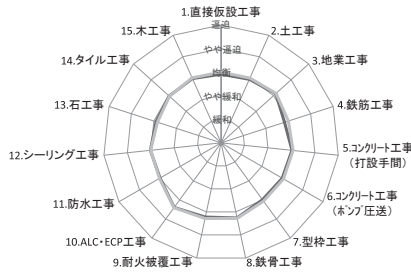 1.直接仮設工事
2.土工事
3.地業工事
4.鉄筋工事
5.コンクリート工事
(打設手間)
6.コンクリート工事
(ポンプ圧送)
7.型枠工事
8.鉄骨工事
9.耐火被覆工事
10.ALC・ECP工事
11.防水工事
12.シーリング工事
13.石工事
14.タイル工事
15.木工事
逼迫
やや逼迫
均衡
やや緩和
緩和